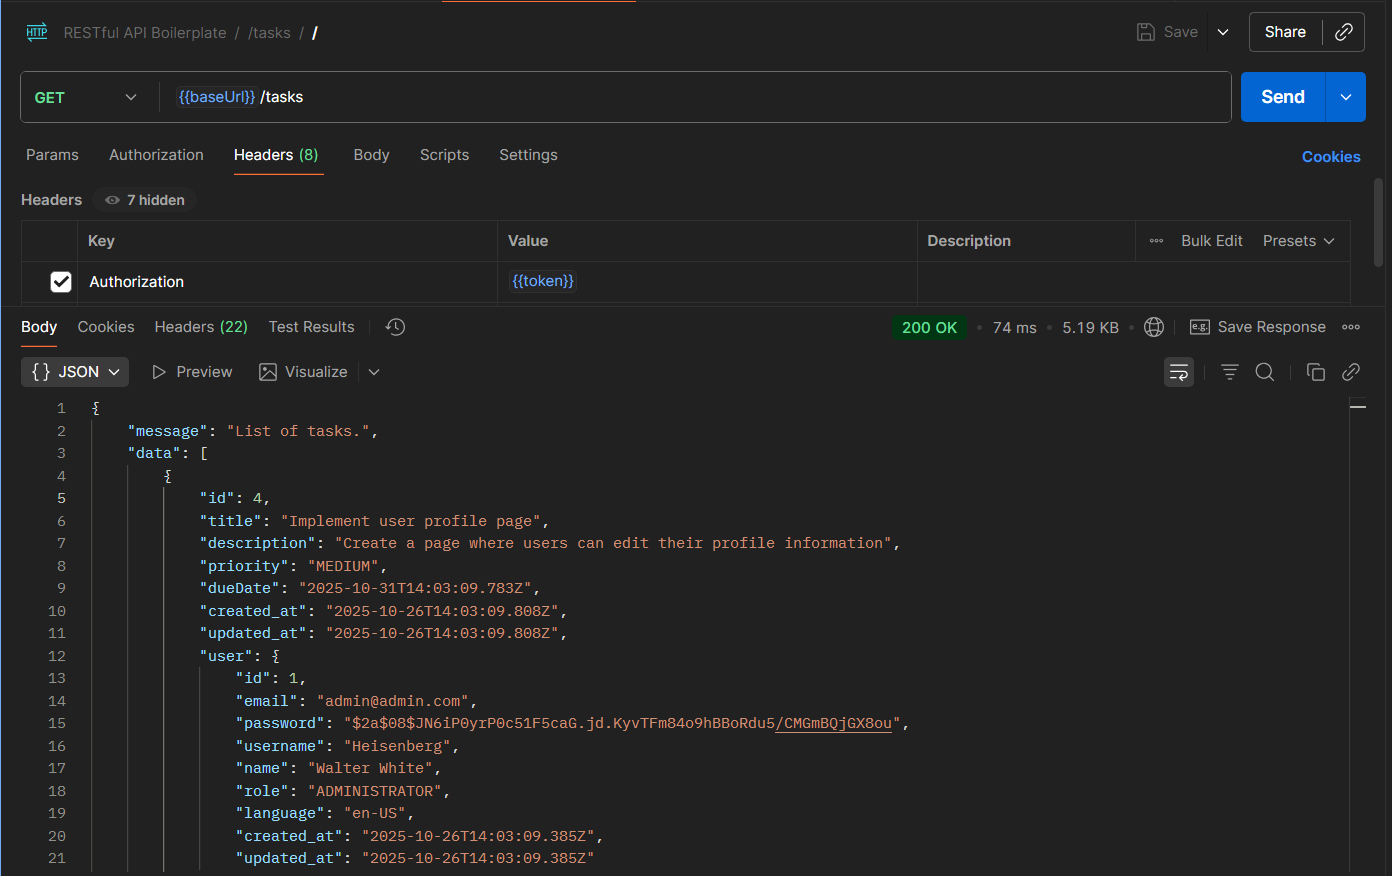 HTTP RESTful API Boilerplate / /tasks / / Save Share
GET {{baseUrl}} /tasks Send
Params Authorization Headers (8) Body Scripts Settings Cookies
Headers 7 hidden
Key Value Description Bulk Edit Presets
Authorization {{token}}
Body Cookies Headers (22) Test Results 200 OK • 74 ms • 5.19 KB • e.g. Save Response
{} JSON Preview Visualize
1 {
2 "message": "List of tasks.",
3 "data": [
4 {
5 "id": 4,
6 "title": "Implement user profile page",
7 "description": "Create a page where users can edit their profile information",
8 "priority": "MEDIUM",
9 "dueDate": "2025-10-31T14:03:09.783Z",
10 "created_at": "2025-10-26T14:03:09.808Z",
11 "updated_at": "2025-10-26T14:03:09.808Z",
12 "user": {
13 "id": 1,
14 "email": "admin@admin.com",
15 "password": "$2a$08$JN6iP0yrP0c51F5caG.jd.KyvTFm84o9hBBoRdu5/CMGmBQjGX8ou",
16 "username": "Heisenberg",
17 "name": "Walter White",
18 "role": "ADMINISTRATOR",
19 "language": "en-US",
20 "created_at": "2025-10-26T14:03:09.385Z",
21 "updated_at": "2025-10-26T14:03:09.385Z"